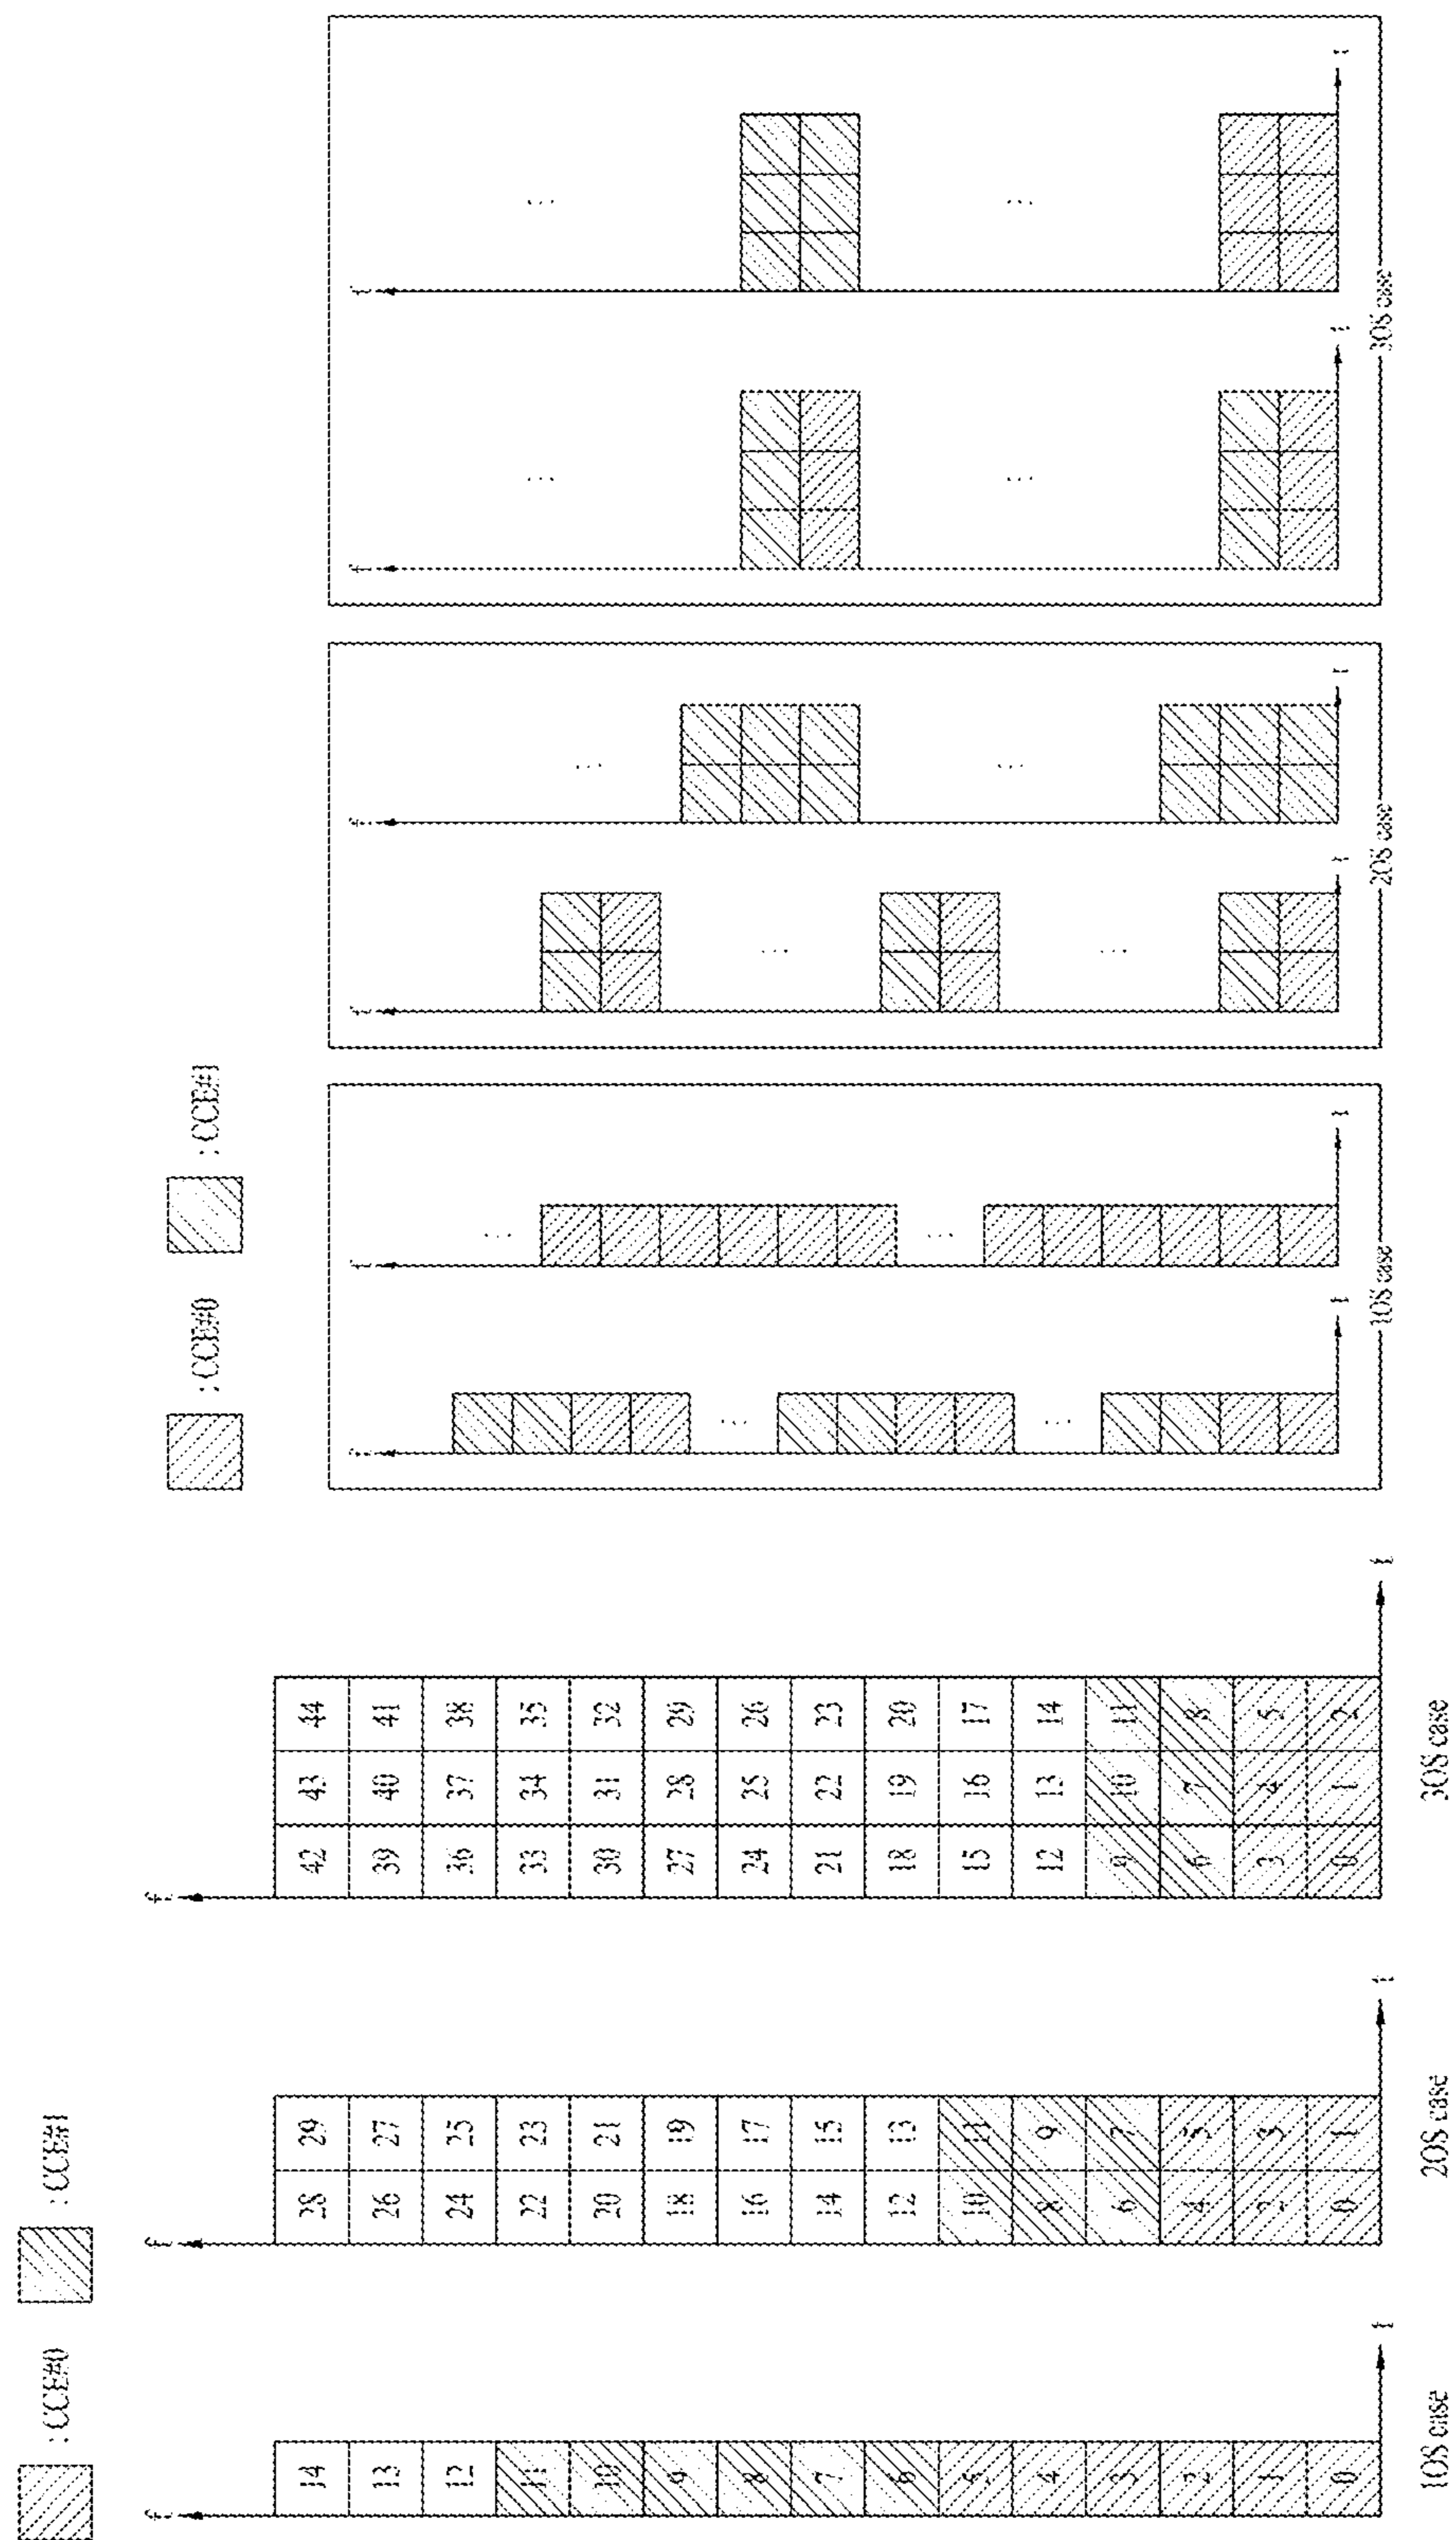 : CCE#0 : CCE#1
f
14
13
12
11
10
9
8
7
6
5
4
3
2
1
0
t
1OS case
f
28 29
26 27
24 25
22 23
20 21
18 19
16 17
14 15
12 13
10 11
8 9
6 7
4 5
2 3
0 1
t
2OS case
f
42 43 44
39 40 41
36 37 38
33 34 35
30 31 32
27 28 29
24 25 26
21 22 23
18 19 20
15 16 17
12 13 14
9 10 11
6 7 8
3 4 5
0 1 2
t
3OS case
: CCE#0 : CCE#1
f
...
...
t
f
...
...
t
1OS case
f
...
...
t
f
...
...
t
2OS case
f
...
...
t
f
...
...
t
3OS case